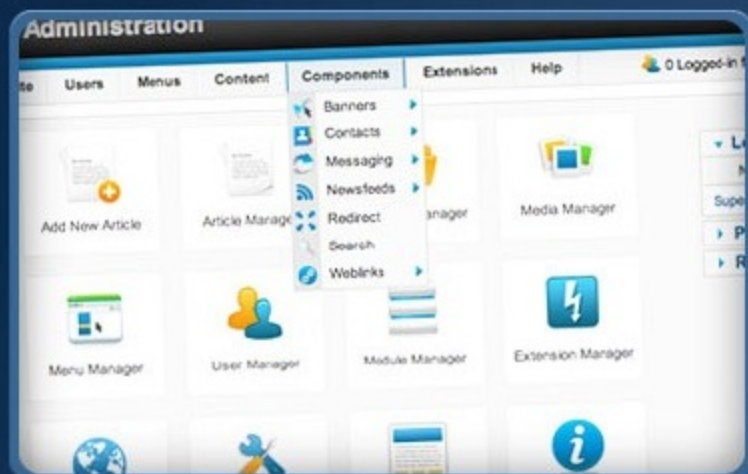 Administration
Users Menus Content Components Extensions Help 0 Logged-in
Banners
Contacts
Messaging
Newsfeeds
Redirect
Search
Weblinks
Add New Article
Article Manage
anager
Media Manager
Menu Manager
User Manager
Module Manager
Extension Manager